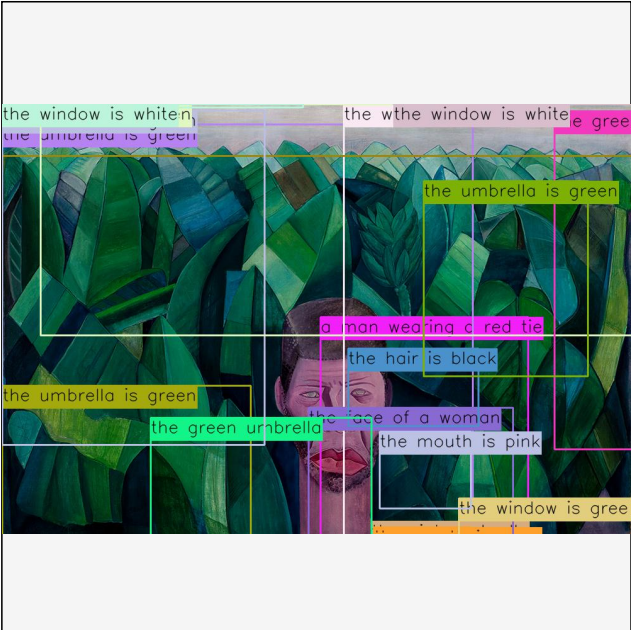 the window is white
the w
the window is white
e gree
the umbrella is green
the umbrella is green
a man wearing a red tie
the hair is black
the umbrella is green
the face of a woman
the green umbrella
the mouth is pink
the window is gree